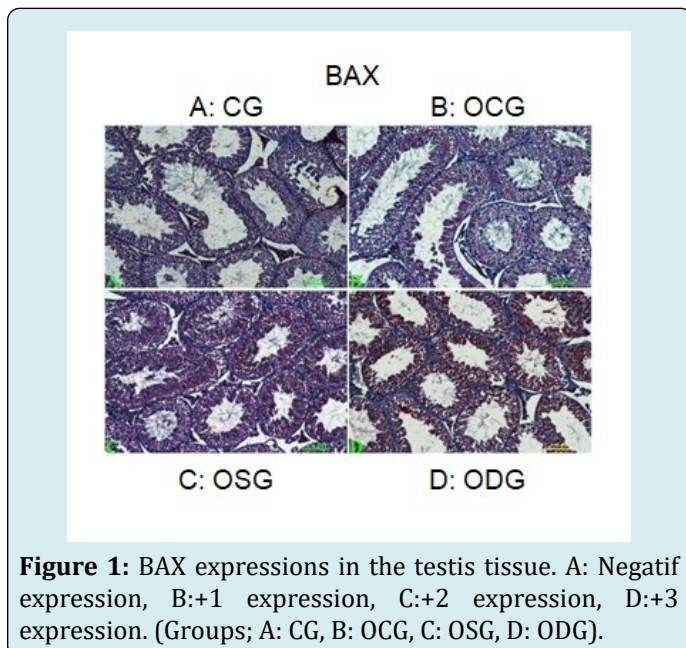 BAX
A: CG B: OCG
C: OSG D: ODG
Figure 1: BAX expressions in the testis tissue. A: Negatif
expression, B:+1 expression, C:+2 expression, D:+3
expression. (Groups; A: CG, B: OCG, C: OSG, D: ODG).